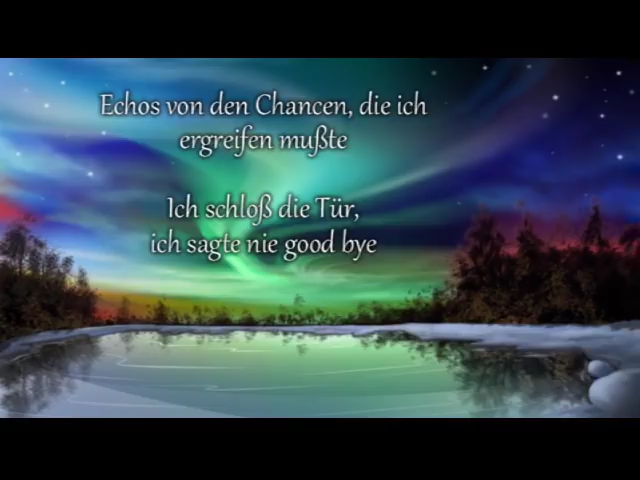 Echos von den Chancen, die ich
ergreifen mußte
Ich schloß die Tür,
ich sagte nie good bye